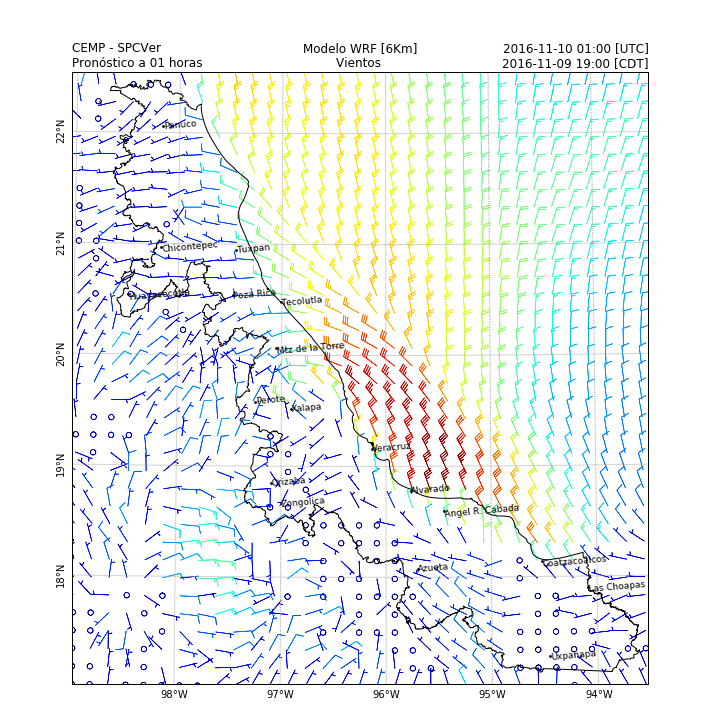 CEMP - SPCVer
Modelo WRF [6Km]
2016-11-10 01:00 [UTC]
Pronóstico a 01 horas
Vientos
2016-11-09 19:00 [CDT]
22°N
Panuco
21°N
Chicontepec
Tuxpan
Poza Rica
Tecolutla
20°N
Mtz de la Torre
Perote
Xalapa
Veracruz
19°N
Orizaba
Alvarado
Zongolica
Angel R. Cabada
Coatzacoalcos
18°N
Azueta
Las Choapas
Uxpanapa
98°W
97°W
96°W
95°W
94°W